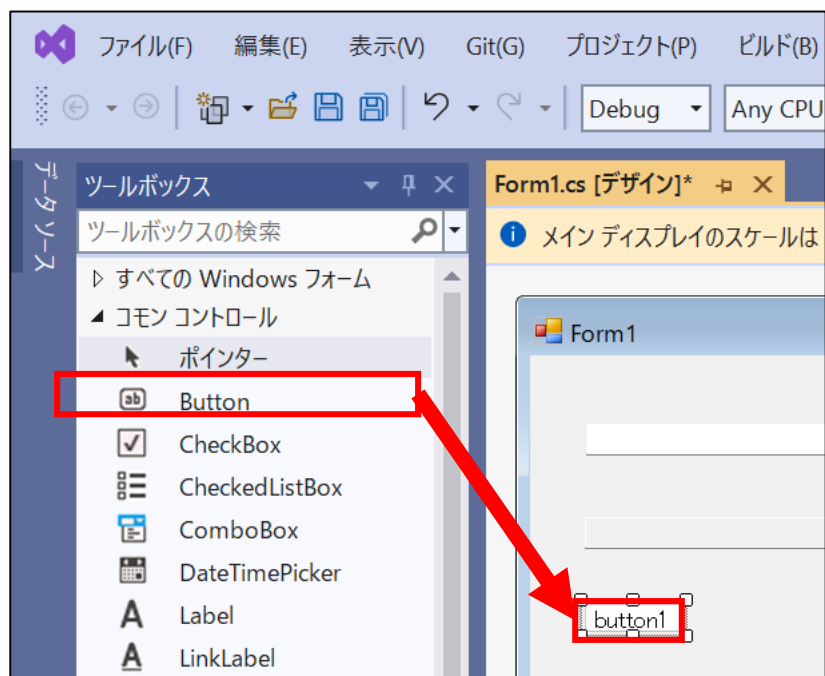 ファイル(F) 編集(E) 表示(V) Git(G) プロジェクト(P) ビルド(B)
Debug Any CPU
データ ソース
ツールボックス
ツールボックスの検索
すべての Windows フォーム
コモン コントロール
ポインター
Button
CheckBox
CheckedListBox
ComboBox
DateTimePicker
Label
LinkLabel
Form1.cs [デザイン]*
メイン ディスプレイのスケールは
Form1
button1